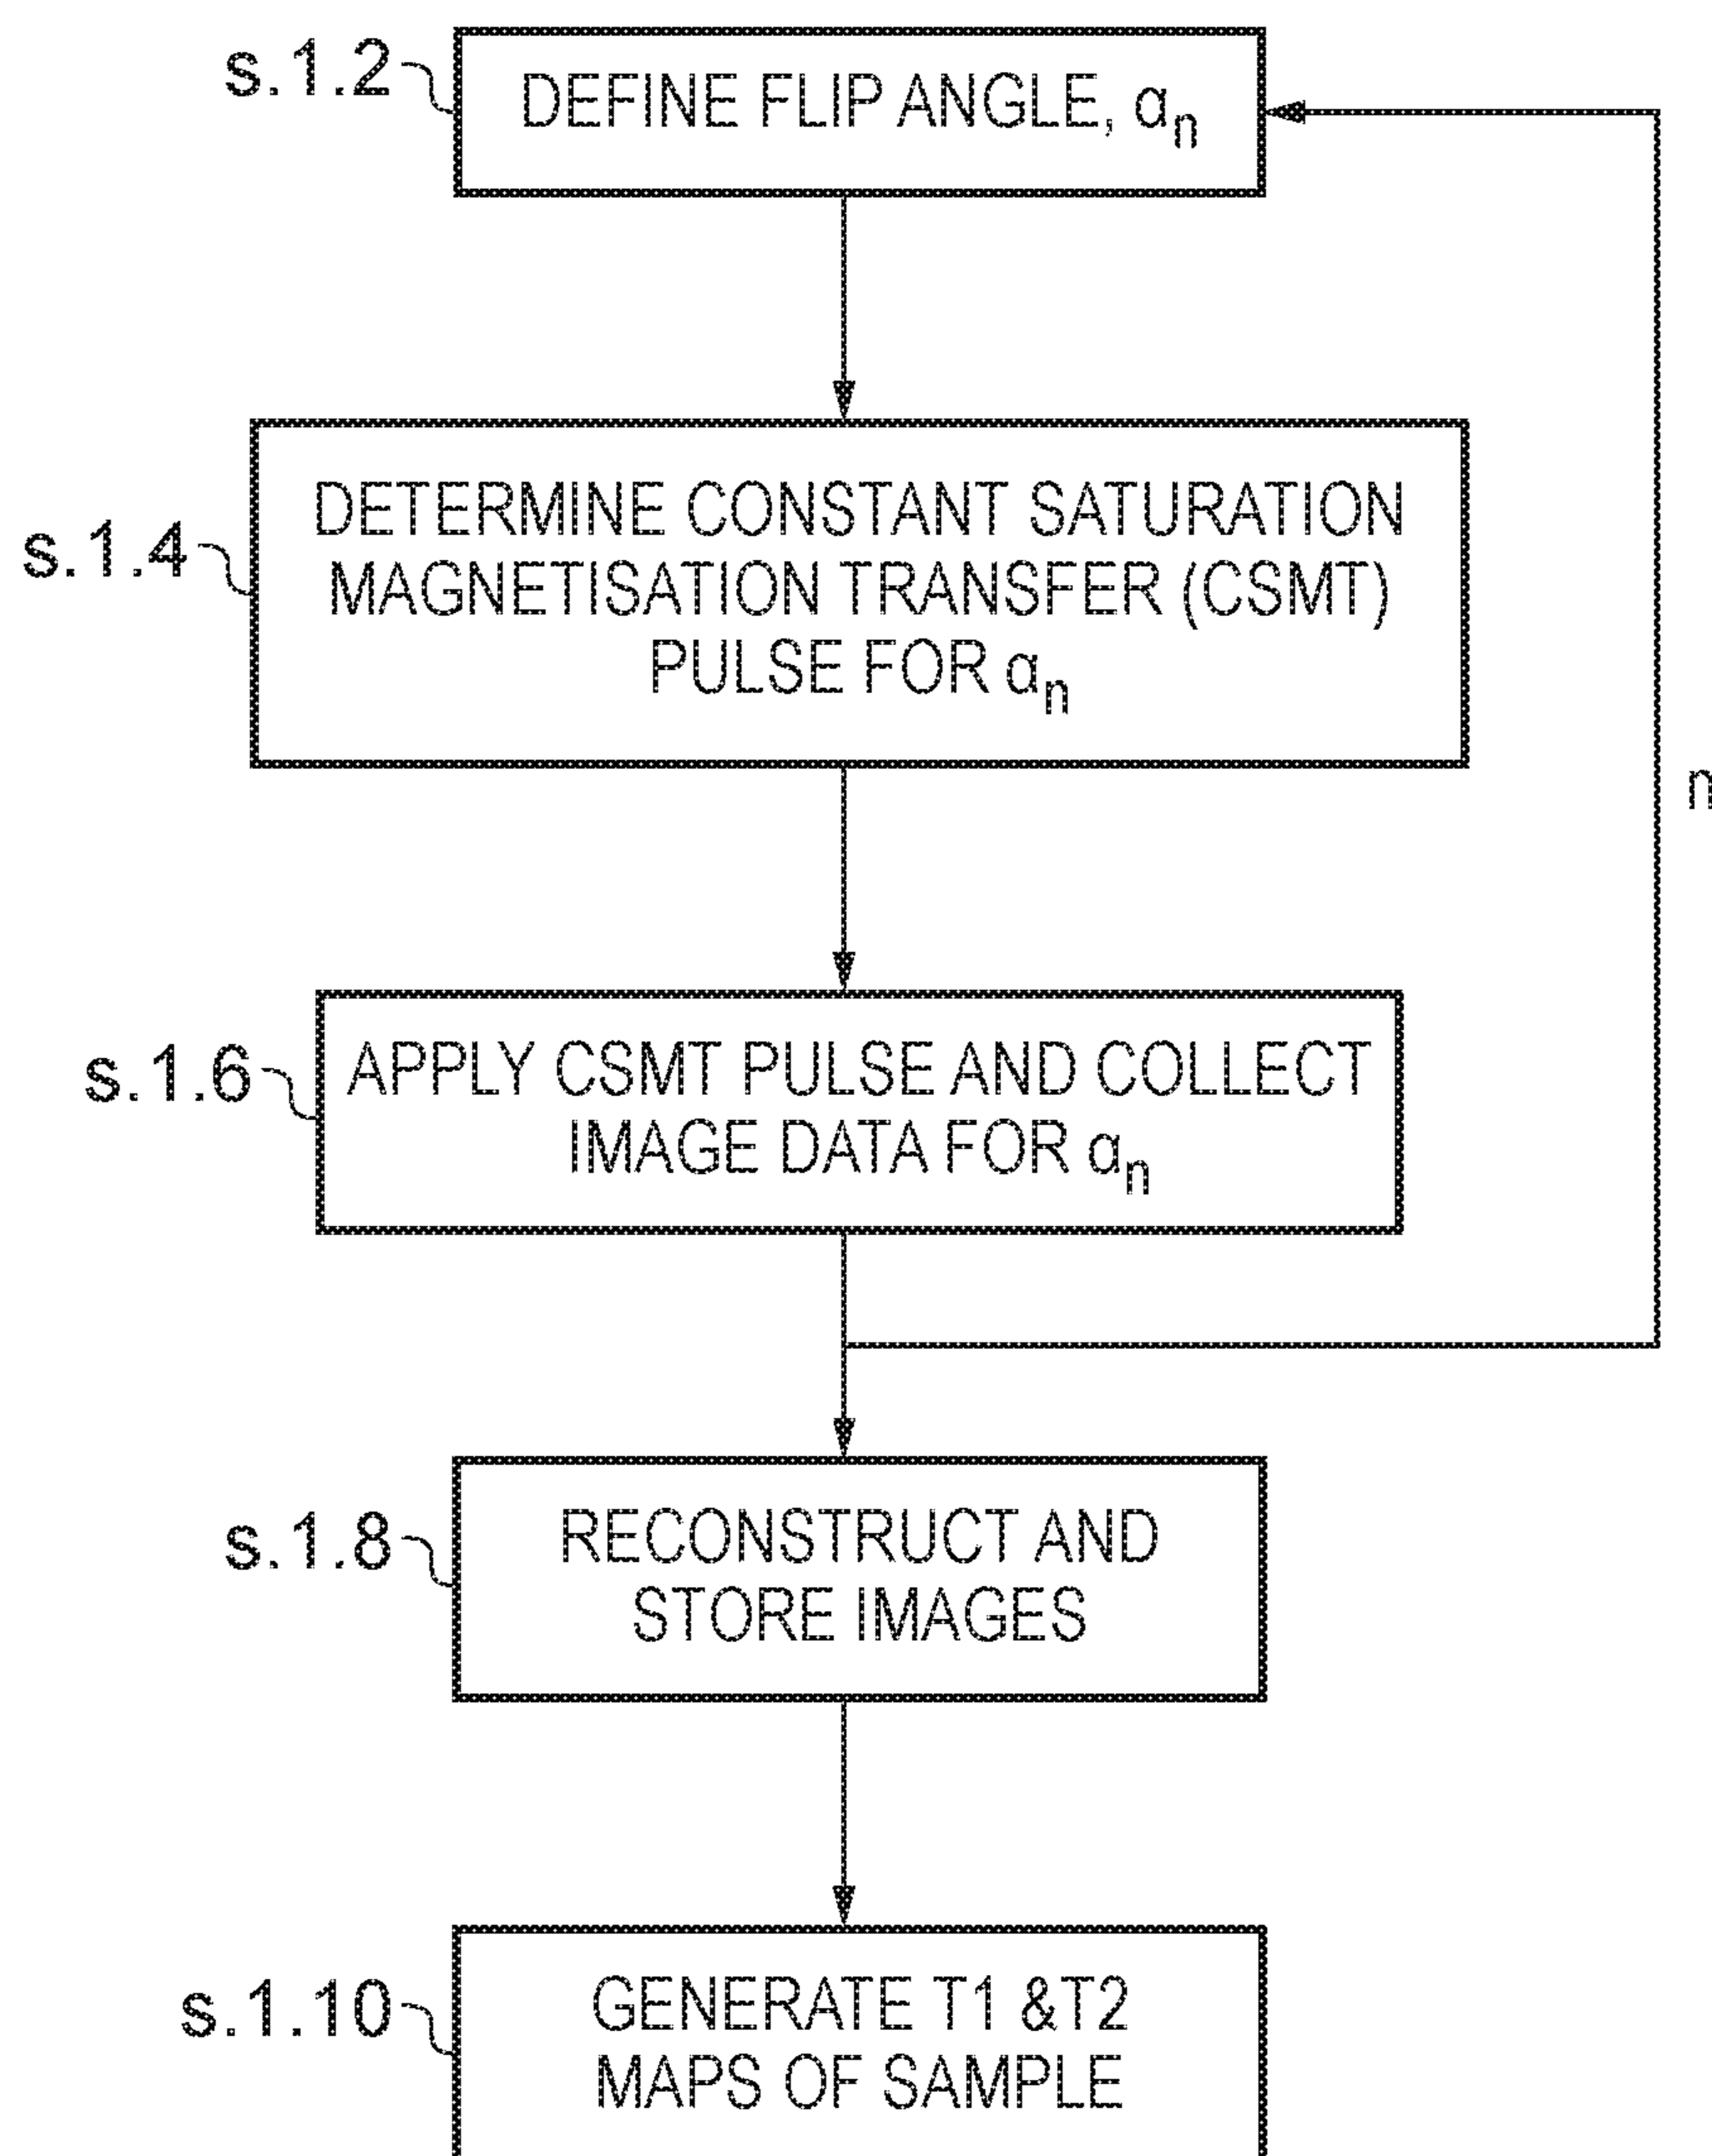 s.1.2
DEFINE FLIP ANGLE, αn
s.1.4
DETERMINE CONSTANT SATURATION
MAGNETISATION TRANSFER (CSMT)
PULSE FOR αn
n
s.1.6
APPLY CSMT PULSE AND COLLECT
IMAGE DATA FOR αn
s.1.8
RECONSTRUCT AND
STORE IMAGES
s.1.10
GENERATE T1 &T2
MAPS OF SAMPLE